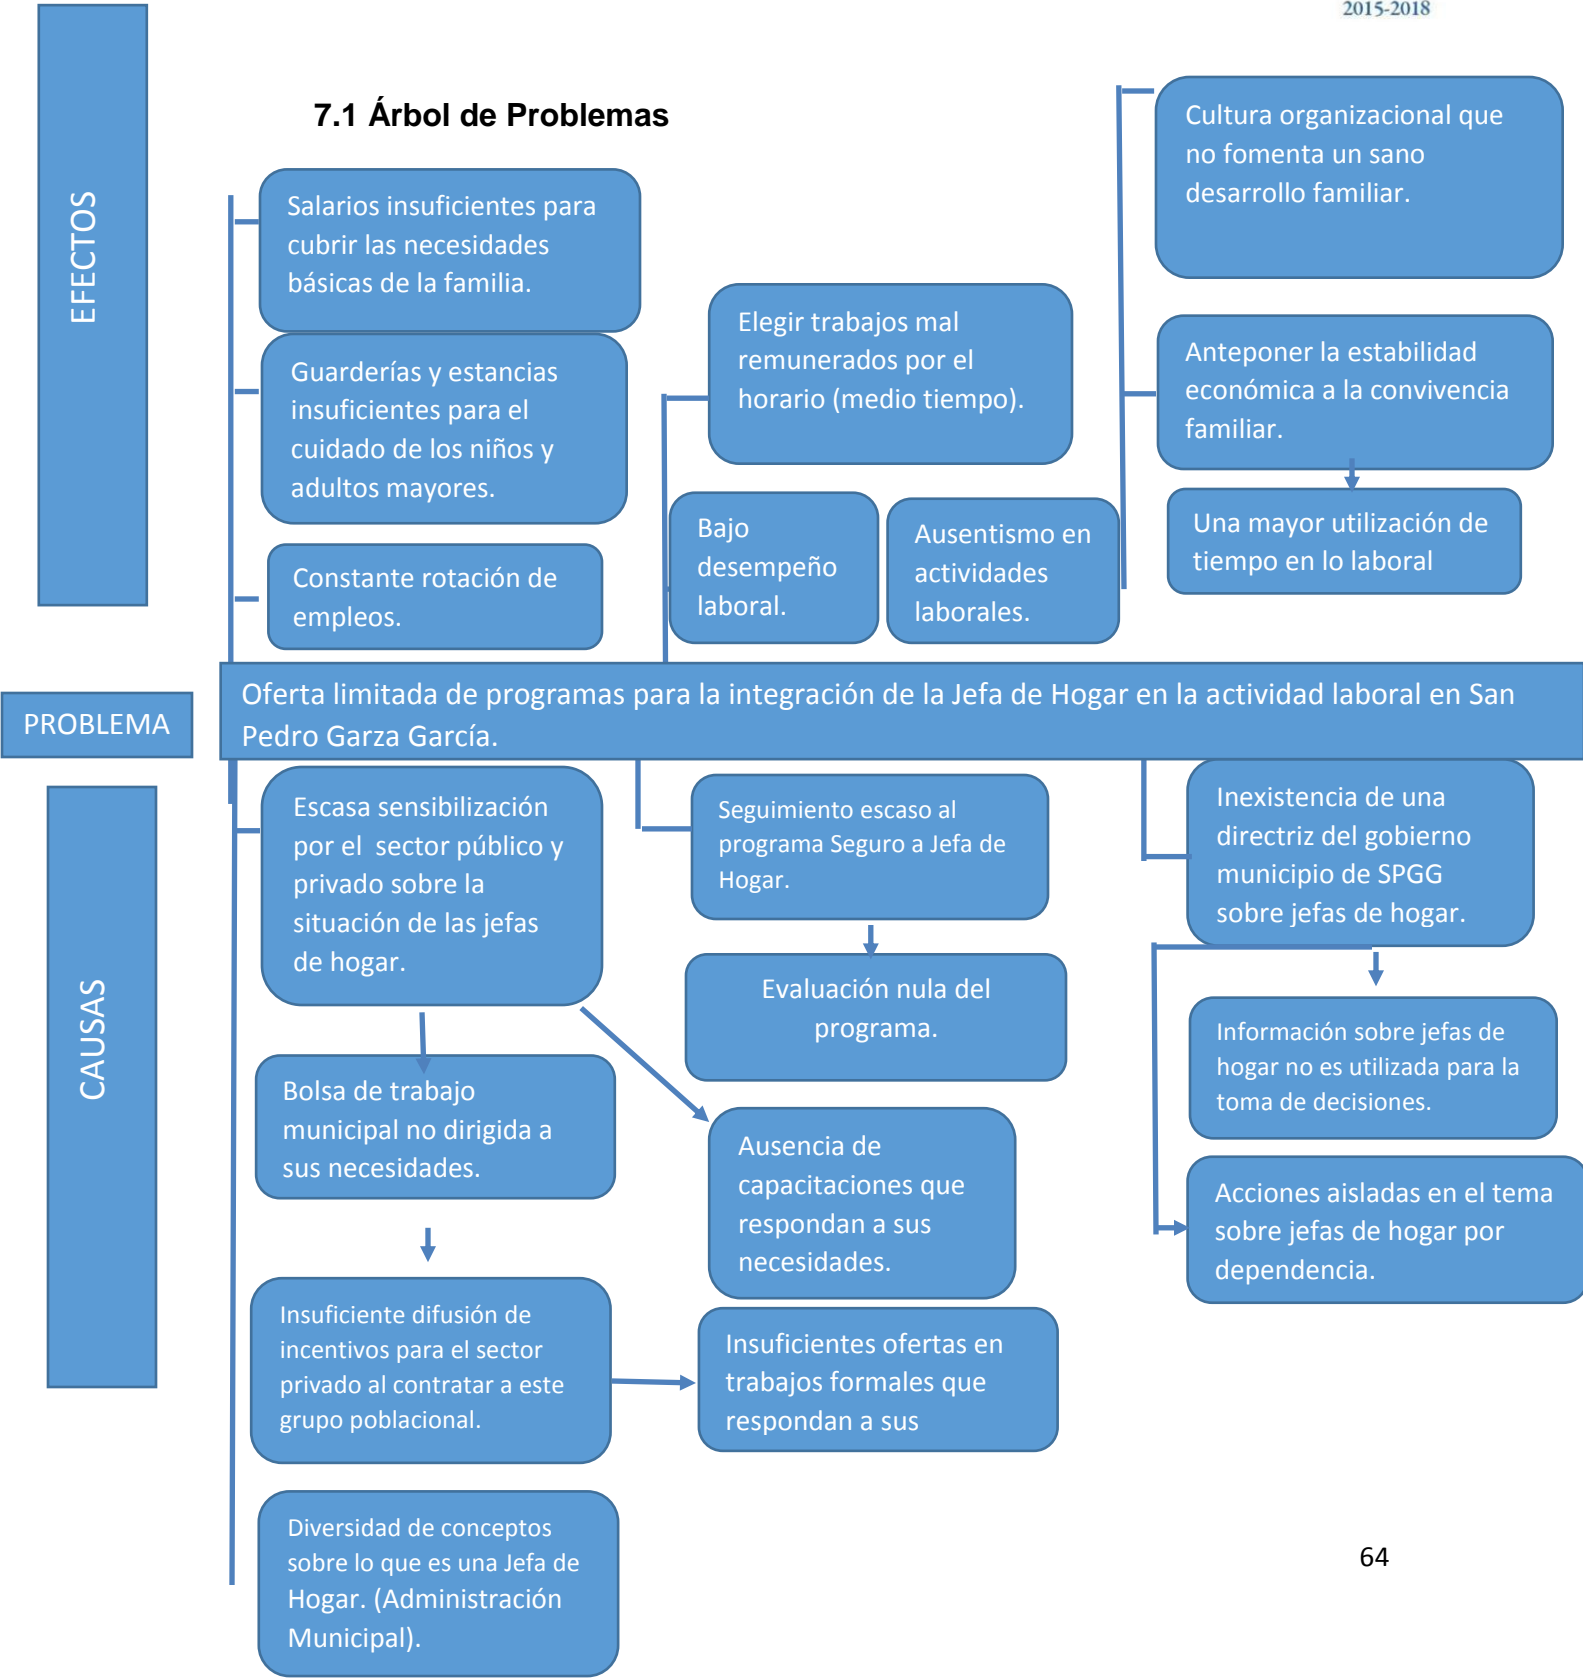 2015-2018
7.1 Árbol de Problemas
EFECTOS
Salarios insuficientes para
cubrir las necesidades
básicas de la familia.
Guarderías y estancias
insuficientes para el
cuidado de los niños y
adultos mayores.
Constante rotación de
empleos.
Elegir trabajos mal
remunerados por el
horario (medio tiempo).
Bajo
desempeño
laboral.
Ausentismo en
actividades
laborales.
Cultura organizacional que
no fomenta un sano
desarrollo familiar.
Anteponer la estabilidad
económica a la convivencia
familiar.
Una mayor utilización de
tiempo en lo laboral
PROBLEMA
Oferta limitada de programas para la integración de la Jefa de Hogar en la actividad laboral en San
Pedro Garza García.
CAUSAS
Escasa sensibilización
por el  sector público y
privado sobre la
situación de las jefas
de hogar.
Bolsa de trabajo
municipal no dirigida a
sus necesidades.
Insuficiente difusión de
incentivos para el sector
privado al contratar a este
grupo poblacional.
Diversidad de conceptos
sobre lo que es una Jefa de
Hogar. (Administración
Municipal).
Seguimiento escaso al
programa Seguro a Jefa de
Hogar.
Evaluación nula del
programa.
Ausencia de
capacitaciones que
respondan a sus
necesidades.
Insuficientes ofertas en
trabajos formales que
respondan a sus
Inexistencia de una
directriz del gobierno
municipio de SPGG
sobre jefas de hogar.
Información sobre jefas de
hogar no es utilizada para la
toma de decisiones.
Acciones aisladas en el tema
sobre jefas de hogar por
dependencia.
64